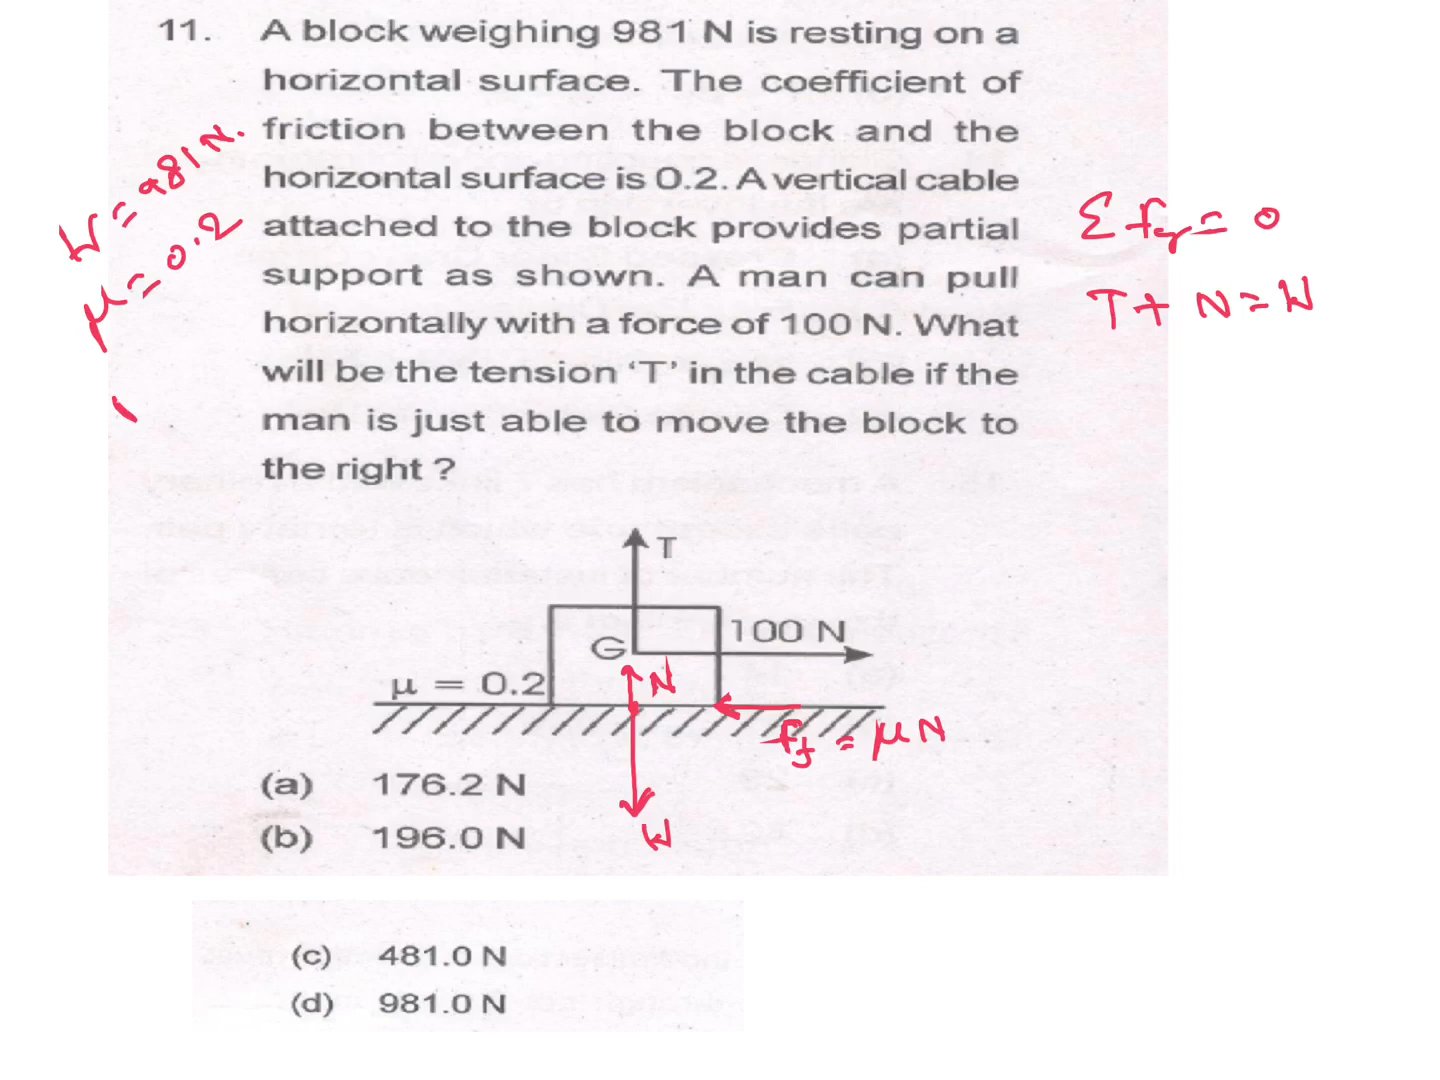 11. A block weighing 981 N is resting on a
horizontal surface. The coefficient of
friction between the block and the
horizontal surface is 0.2. A vertical cable
attached to the block provides partial
support as shown. A man can pull
horizontally with a force of 100 N. What
will be the tension 'T' in the cable if the
man is just able to move the block to
the right ?
W = 981 N.
μ = 0.2
Σ fy = 0
T + N = W
T
G
100 N
N
μ = 0.2
ff = μN
W
(a) 176.2 N
(b) 196.0 N
(c) 481.0 N
(d) 981.0 N